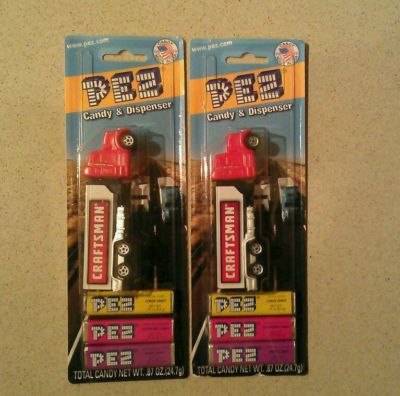 www.pez.com
PEZ
Candy & Dispenser
CRAFTSMAN
PEZ
PEZ
PEZ
TOTAL CANDY NET WT. .87 OZ. (24.7g)
www.pez.com
PEZ
Candy & Dispenser
CRAFTSMAN
PEZ
PEZ
PEZ
TOTAL CANDY NET WT. .87 OZ. (24.7g)